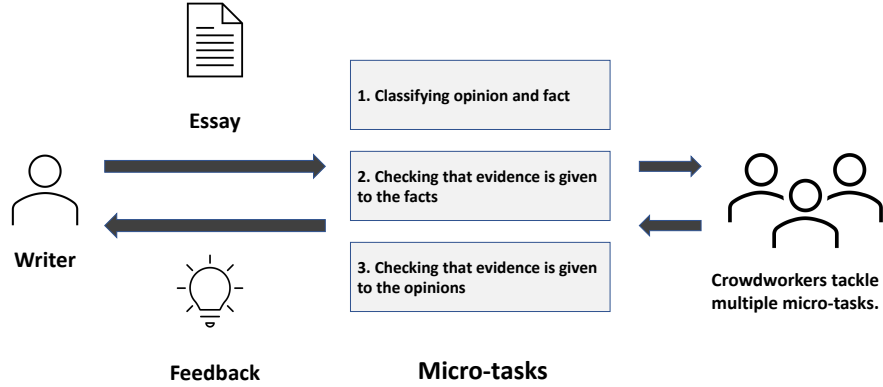 Essay
Writer
Feedback
1. Classifying opinion and fact
2. Checking that evidence is given
to the facts
3. Checking that evidence is given
to the opinions
Micro-tasks
Crowdworkers tackle
multiple micro-tasks.